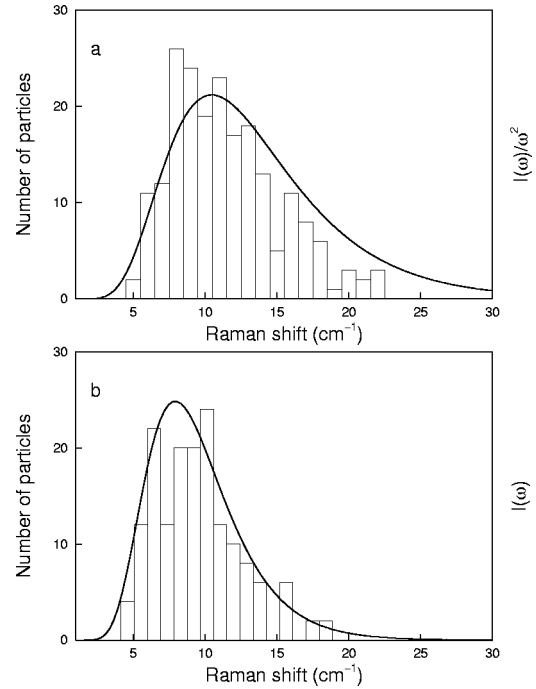 30
20
10
0
Number of particles
a
I(ω)/ω²
5 10 15 20 25 30
Raman shift (cm⁻¹)
30
20
10
0
Number of particles
b
I(ω)
5 10 15 20 25 30
Raman shift (cm⁻¹)